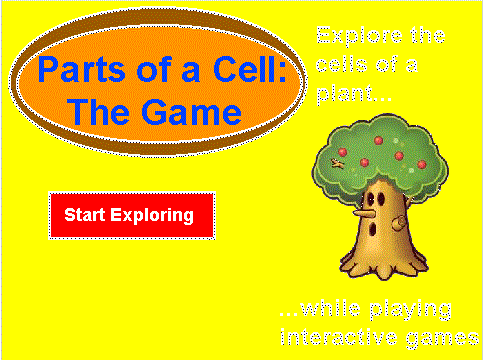 Parts of a Cell:
The Game
Explore the
cells of a
plant...
Start Exploring
...while playing
interactive games